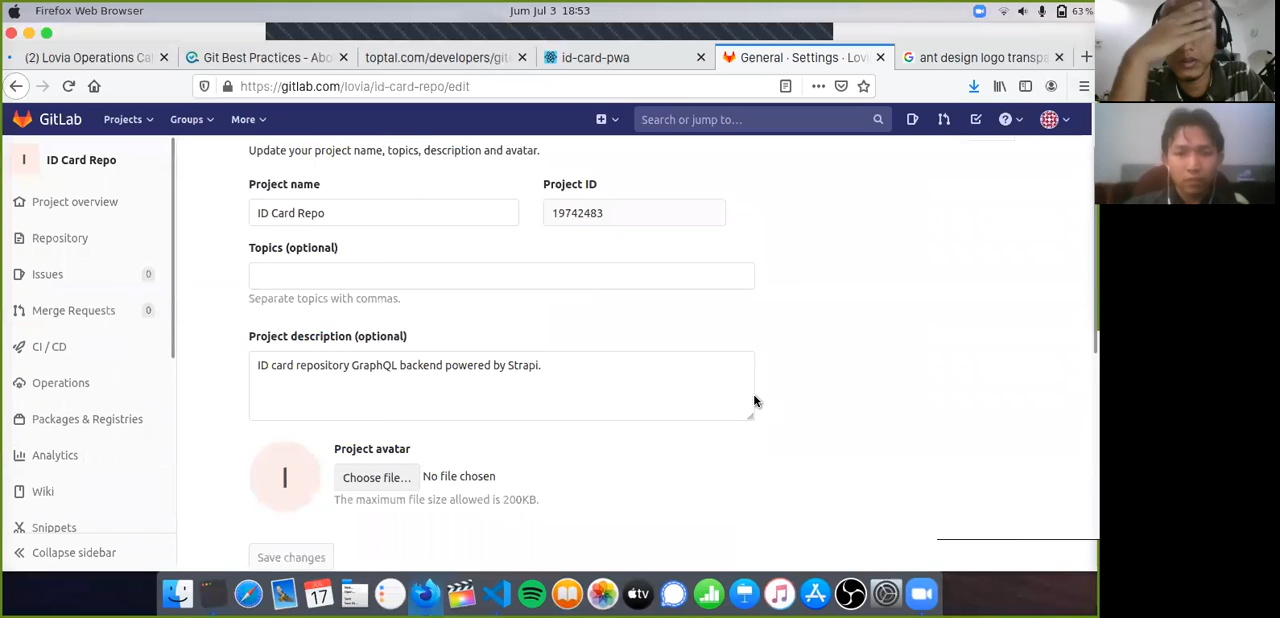 Firefox Web Browser
Jum Jul 3 18:53
63%
(2) Lovia Operations Ca
Git Best Practices – Abo
toptal.com/developers/git
id-card-pwa
General · Settings · Lovi
ant design logo transpa
https://gitlab.com/lovia/id-card-repo/edit
GitLab
Projects
Groups
More
Search or jump to...
I
ID Card Repo
Project overview
Repository
Issues
0
Merge Requests
0
CI / CD
Operations
Packages & Registries
Analytics
Wiki
Snippets
Collapse sidebar
Update your project name, topics, description and avatar.
Project name
Project ID
ID Card Repo
19742483
Topics (optional)
Separate topics with commas.
Project description (optional)
ID card repository GraphQL backend powered by Strapi.
I
Project avatar
Choose file...
No file chosen
The maximum file size allowed is 200KB.
Save changes
17
tv